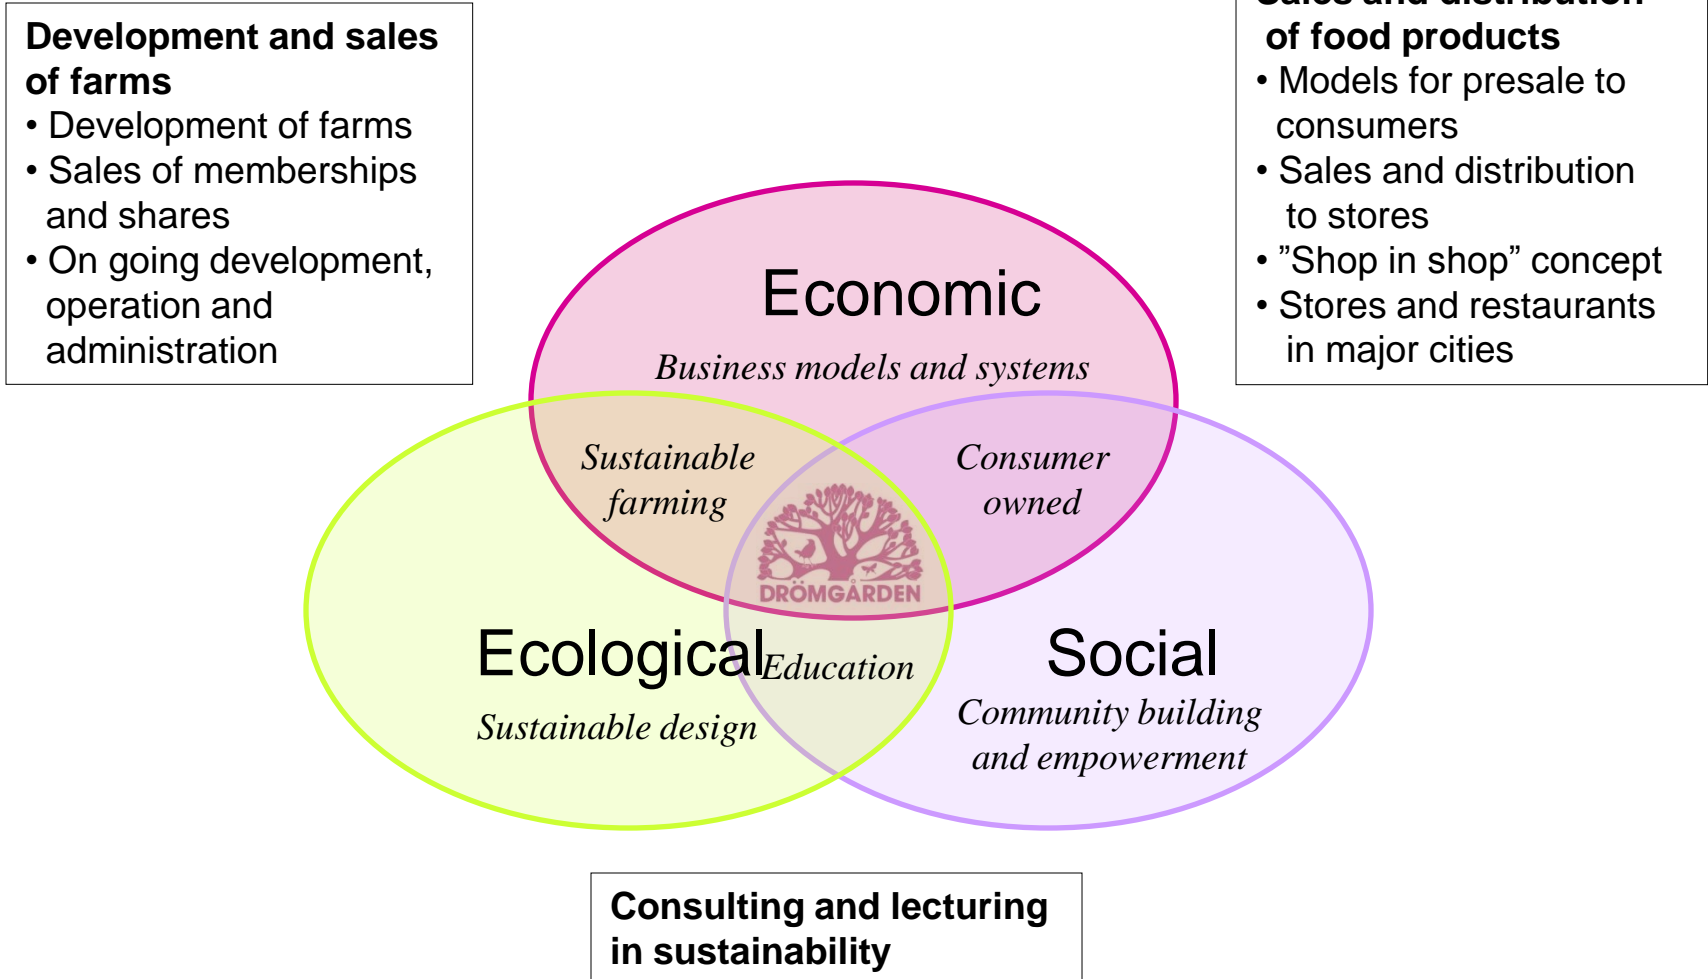 Development and sales
of farms
• Development of farms
• Sales of memberships
and shares
• On going development,
operation and
administration
Sales and distribution
of food products
• Models for presale to
consumers
• Sales and distribution
to stores
• ”Shop in shop” concept
• Stores and restaurants
in major cities
Economic
Business models and systems
Sustainable
farming
Consumer
owned
DRÖMGÅRDEN
Ecological
Education
Sustainable design
Social
Community building
and empowerment
Consulting and lecturing
in sustainability